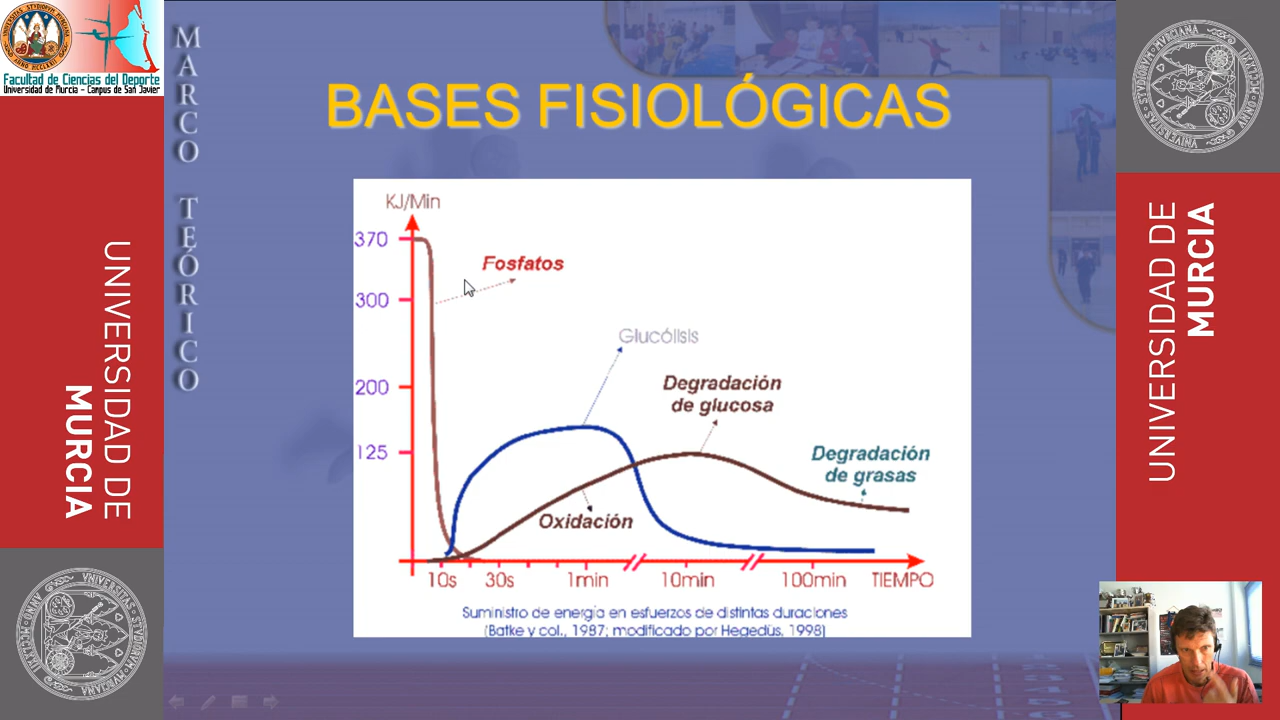 Facultad de Ciencias del Deporte
Universidad de Murcia - Campus de San Javier
MARCO TEÓRICO
UNIVERSIDAD DE
MURCIA
BASES FISIOLÓGICAS
KJ/Min
370
300
200
125
Fosfatos
Glucólisis
Degradación
de glucosa
Degradación
de grasas
Oxidación
10s 30s 1min 10min 100min TIEMPO
Suministro de energía en esfuerzos de distintas duraciones
(Batke y col., 1987; modificado por Hegedüs, 1998)
UNIVERSIDAD DE
MURCIA